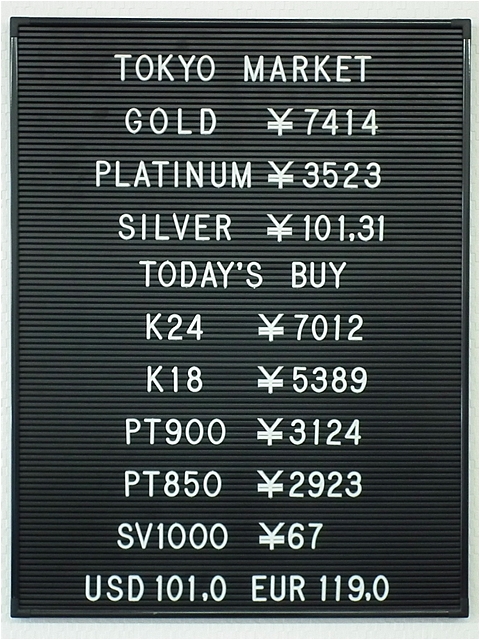 TOKYO MARKET
GOLD ¥7414
PLATINUM ¥3523
SILVER ¥101.31
TODAY'S BUY
K24 ¥7012
K18 ¥5389
PT900 ¥3124
PT850 ¥2923
SV1000 ¥67
USD 101.0 EUR 119.0